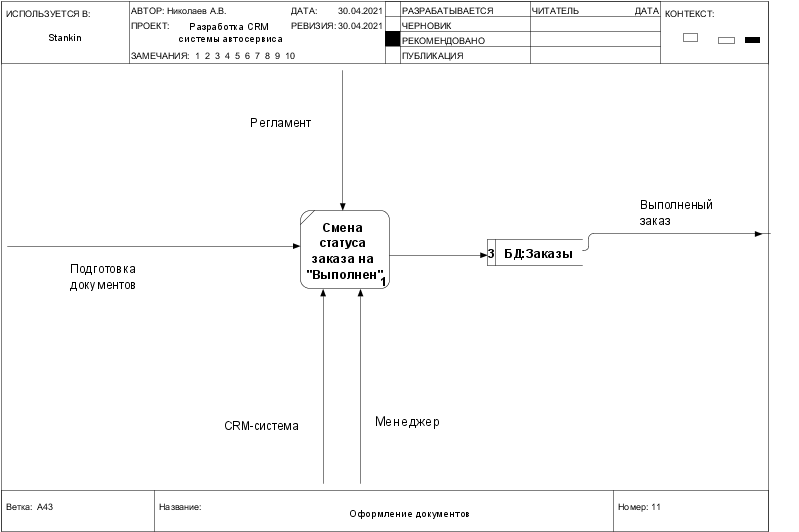 ИСПОЛЬЗУЕТСЯ В:
Stankin
АВТОР: Николаев А.В.
ДАТА: 30.04.2021
ПРОЕКТ: Разработка CRM
системы автосервиса
РЕВИЗИЯ: 30.04.2021
ЗАМЕЧАНИЯ: 1 2 3 4 5 6 7 8 9 10
РАЗРАБАТЫВАЕТСЯ
ЧЕРНОВИК
РЕКОМЕНДОВАНО
ПУБЛИКАЦИЯ
ЧИТАТЕЛЬ
ДАТА
КОНТЕКСТ:
Регламент
Выполненый
заказ
Смена
статуса
заказа на
"Выполнен"
1
3 БД:Заказы
Подготовка
документов
CRM-система
Менеджер
Ветка: A43
Название:
Оформление документов
Номер: 11